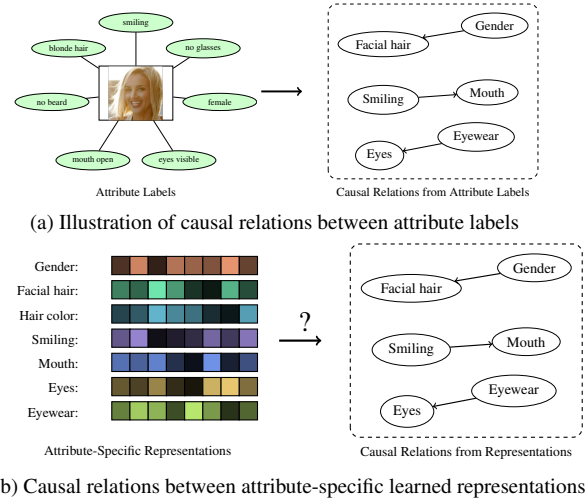 smiling
blonde hair
no glasses
no beard
female
mouth open
eyes visible
Attribute Labels
Gender
Facial hair
Smiling
Mouth
Eyewear
Eyes
Causal Relations from Attribute Labels
(a) Illustration of causal relations between attribute labels
Gender:
Facial hair:
Hair color:
Smiling:
Mouth:
Eyes:
Eyewear:
Attribute-Specific Representations
?
Gender
Facial hair
Smiling
Mouth
Eyewear
Eyes
Causal Relations from Representations
b) Causal relations between attribute-specific learned representations